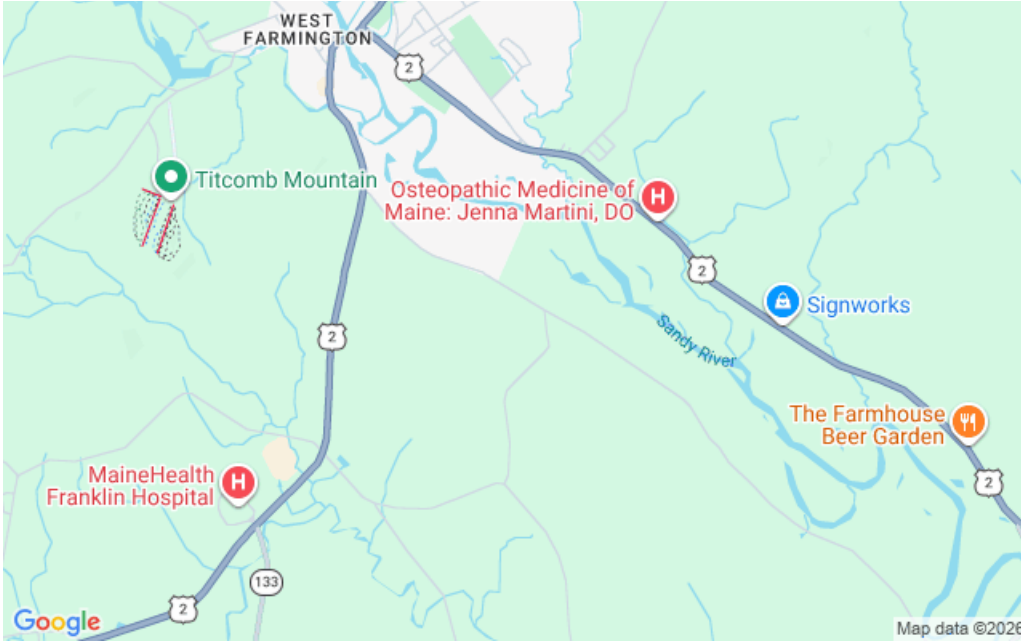 WEST
FARMINGTON
2
Titcomb Mountain
Osteopathic Medicine of
Maine: Jenna Martini, DO
H
2
Signworks
2
Sandy River
The Farmhouse
Beer Garden
MaineHealth
Franklin Hospital
H
2
133
2
Google
Map data ©2026